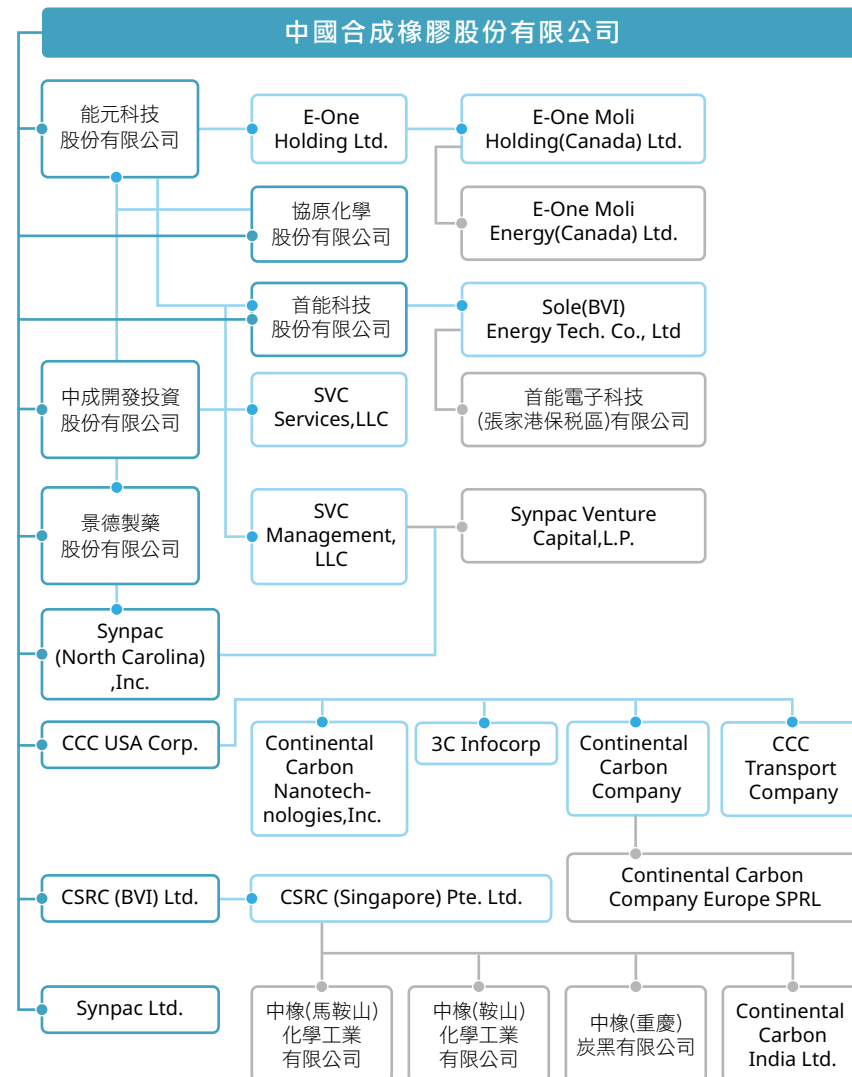 中國合成橡膠股份有限公司
能元科技
股份有限公司
E-One
Holding Ltd.
E-One Moli
Holding(Canada) Ltd.
協原化學
股份有限公司
E-One Moli
Energy(Canada) Ltd.
首能科技
股份有限公司
Sole(BVI)
Energy Tech. Co., Ltd
中成開發投資
股份有限公司
SVC
Services,LLC
首能電子科技
(張家港保税區)有限公司
景德製藥
股份有限公司
SVC
Management,
LLC
Synpac Venture
Capital,L.P.
Synpac
(North Carolina)
,Inc.
CCC USA Corp.
Continental
Carbon
Nanotech-
nologies,Inc.
3C Infocorp
Continental
Carbon
Company
CCC
Transport
Company
Continental Carbon
Company Europe SPRL
CSRC (BVI) Ltd.
CSRC (Singapore) Pte. Ltd.
Synpac Ltd.
中橡(馬鞍山)
化學工業
有限公司
中橡(鞍山)
化學工業
有限公司
中橡(重慶)
炭黑有限公司
Continental
Carbon
India Ltd.